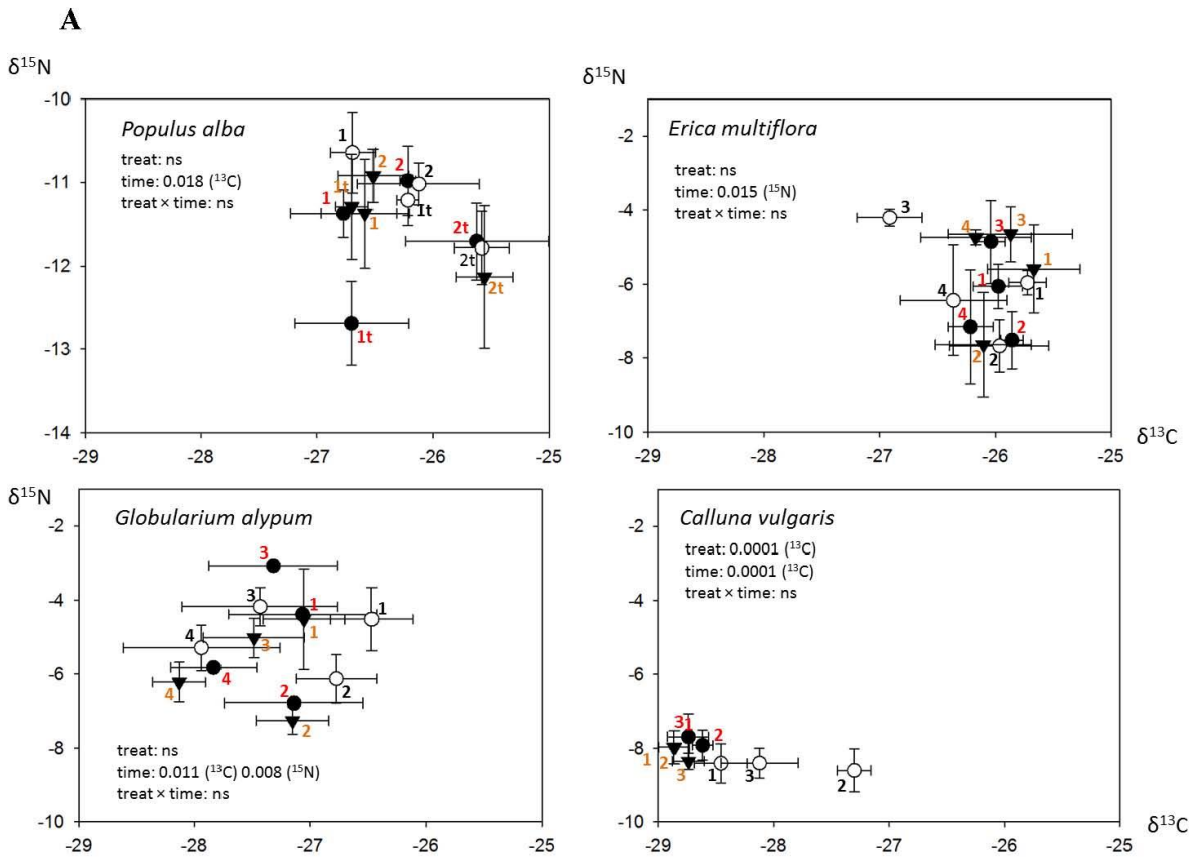 A
δ15N
-10
-11
-12
-13
-14
-29
-28
-27
-26
-25
Populus alba
treat: ns
time: 0.018 (13C)
treat × time: ns
1
2
2
2
1t
1
1
1t
2t
2t
2t
1t
δ15N
-2
-4
-6
-8
-10
-29
-28
-27
-26
-25
δ13C
Erica multiflora
treat: ns
time: 0.015 (15N)
treat × time: ns
3
4
3
3
1
1
1
4
4
2
2
2
δ15N
-2
-4
-6
-8
-10
-29
-28
-27
-26
-25
Globularium alypum
3
3
1
1
1
4
3
4
4
2
2
2
treat: ns
time: 0.011 (13C) 0.008 (15N)
treat × time: ns
-2
-4
-6
-8
-10
-29
-28
-27
-26
-25
δ13C
Calluna vulgaris
treat: 0.0001 (13C)
time: 0.0001 (13C)
treat × time: ns
31
2
1 2
3
1
3
2